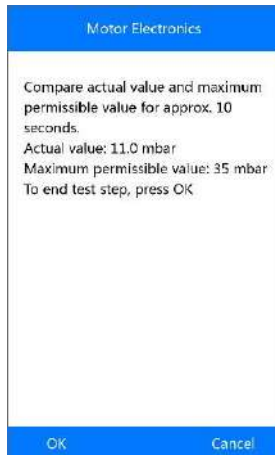 Motor Electronics
Compare actual value and maximum
permissible value for approx. 10
seconds.
Actual value: 11.0 mbar
Maximum permissible value: 35 mbar
To end test step, press OK
OK Cancel